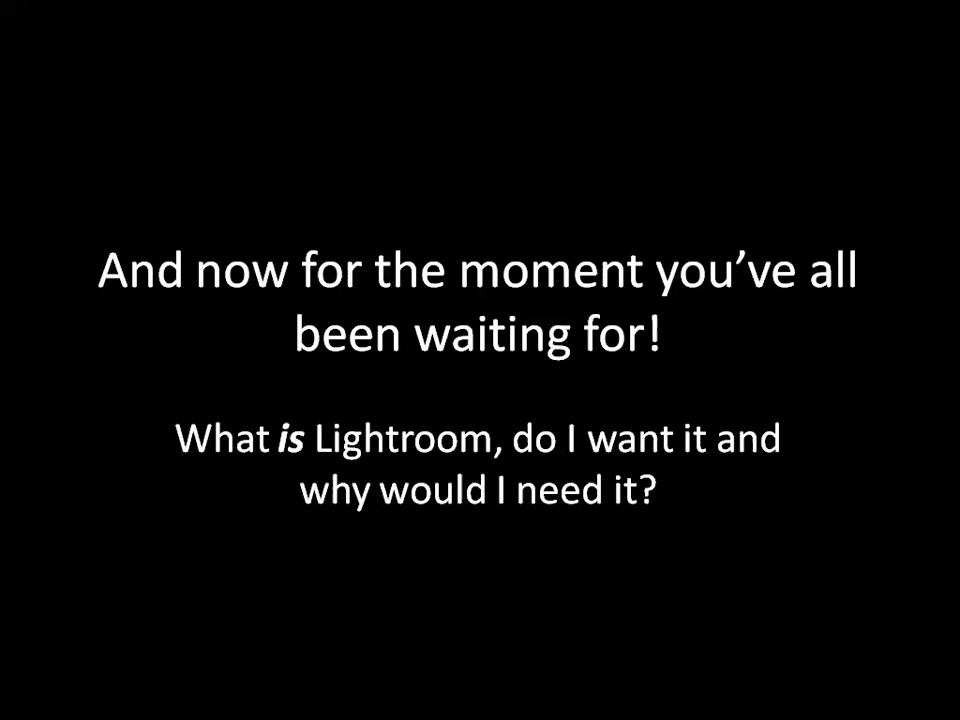 And now for the moment you’ve all
been waiting for!
What is Lightroom, do I want it and
why would I need it?